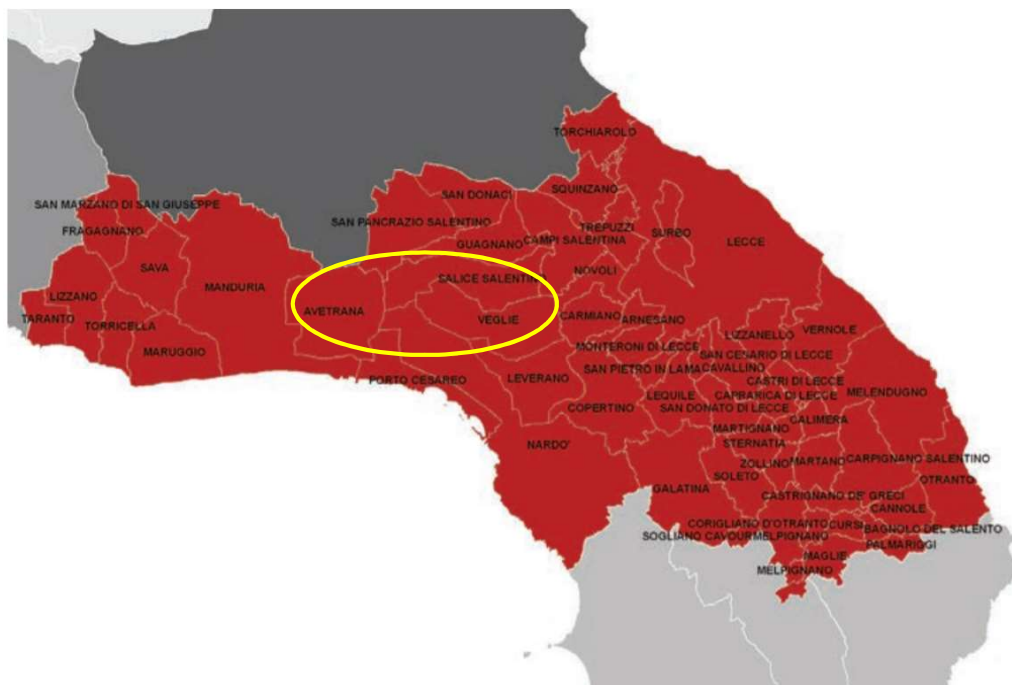 TORCHIAROLO
SAN DONACI
SQUINZANO
SAN MARZANO DI SAN GIUSEPPE
SAN PANCRAZIO SALENTINO
FRAGAGNANO
TREPUZZI
SURBO
GUAGNANO
CAMPI SALENTINA
LECCE
SAVA
NOVOLI
SALICE SALENTINO
MANDURIA
LIZZANO
AVETRANA
TARANTO
VEGLIE
CARMIANO
ARNESANO
TORRICELLA
LIZZANELLO
VERNOLE
MARUGGIO
MONTERONI DI LECCE
SAN CESARIO DI LECCE
SAN PIETRO IN LAMA
CAVALLINO
PORTO CESAREO
LEVERANO
CASTRI DI LECCE
LEQUILE
CAPRARICA DI LECCE
MELENDUGNO
COPERTINO
SAN DONATO DI LECCE
CALIMERA
MARTIGNANO
NARDO'
STERNATIA
ZOLLINO
MARTANO
CARPIGNANO SALENTINO
SOLETO
OTRANTO
GALATINA
CASTRIGNANO DE' GRECI
CANNOLE
CORIGLIANO D'OTRANTO
CURSI
BAGNOLO DEL SALENTO
SOGLIANO CAVOUR
MELPIGNANO
PALMARIGGI
MAGLIE
MELPIGNANO